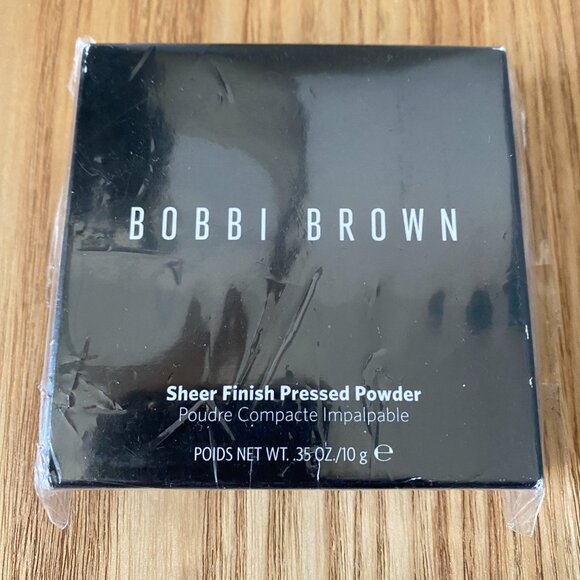 BOBBI BROWN
Sheer Finish Pressed Powder
Poudre Compacte Impalpable
POIDS NET WT. .35 OZ./10 g ℮